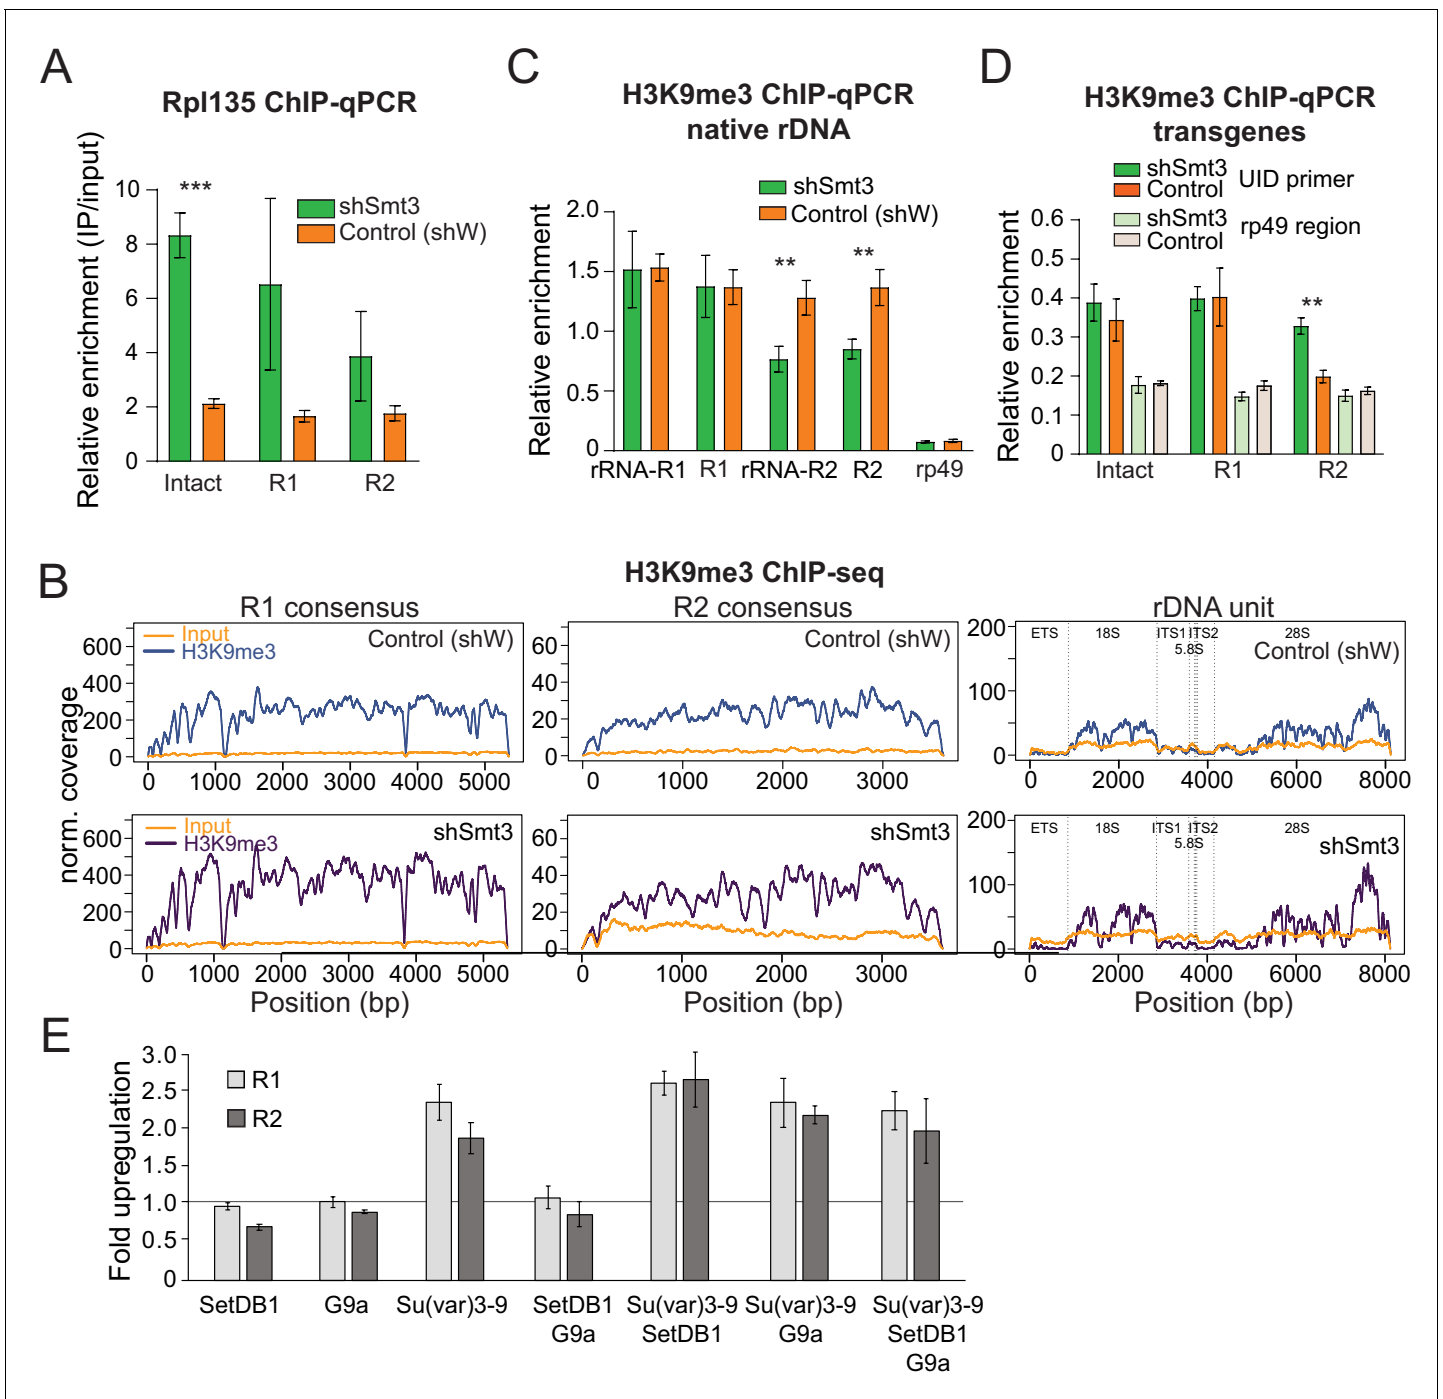 A
Rpl135 ChIP-qPCR
Relative enrichment (IP/input)
10
8
6
4
2
0
***
shSmt3
Control (shW)
Intact R1 R2
C
H3K9me3 ChIP-qPCR
native rDNA
shSmt3
Control (shW)
Relative enrichment
2.0
1.5
1.0
0.5
0
** **
rRNA-R1 R1 rRNA-R2 R2 rp49
D
H3K9me3 ChIP-qPCR
transgenes
shSmt3
Control
UID primer
shSmt3
Control
rp49 region
Relative enrichment
0.6
0.5
0.4
0.3
0.2
0.1
0
**
Intact R1 R2
B
H3K9me3 ChIP-seq
R1 consensus R2 consensus rDNA unit
norm. coverage
Input
H3K9me3
Control (shW)
600
400
200
0
0 1000 2000 3000 4000 5000
Control (shW)
60
40
20
0
0 1000 2000 3000
ETS 18S ITS1 ITS2 28S
5.8S
Control (shW)
200
100
0
0 2000 4000 6000 8000
Input
H3K9me3
shSmt3
600
400
200
0
0 1000 2000 3000 4000 5000
Position (bp)
shSmt3
60
40
20
0
0 1000 2000 3000
Position (bp)
ETS 18S ITS1 ITS2 28S
5.8S
shSmt3
200
100
0
0 2000 4000 6000 8000
Position (bp)
E
Fold upregulation
3.0
2.5
2.0
1.5
1.0
0.5
0
R1
R2
SetDB1 G9a Su(var)3-9 SetDB1 Su(var)3-9 Su(var)3-9 Su(var)3-9
G9a SetDB1 G9a SetDB1
G9a